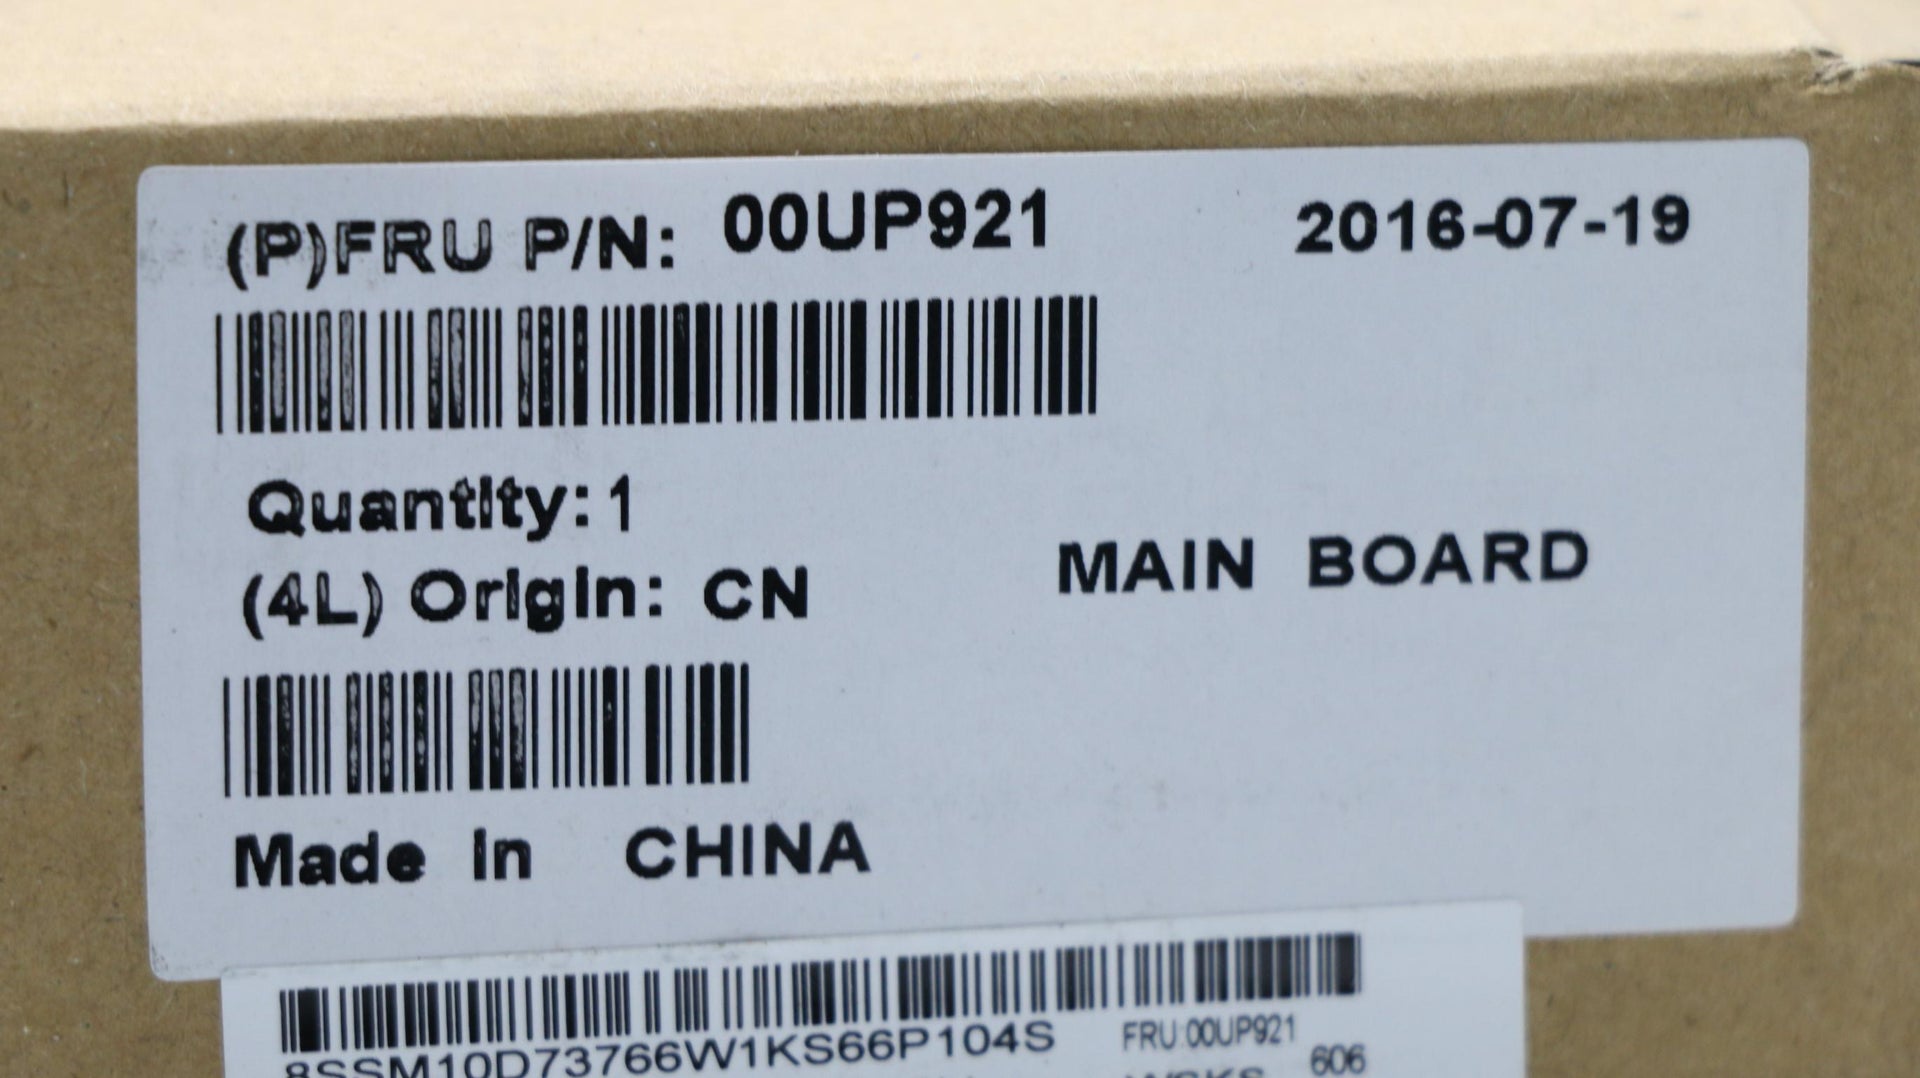 (P)FRU P/N: 00UP921 2016-07-19
Quantity: 1
(4L) Origin: CN
MAIN BOARD
Made in CHINA
8SSM10D73766W1KS66P104S FRU:00UP921
606